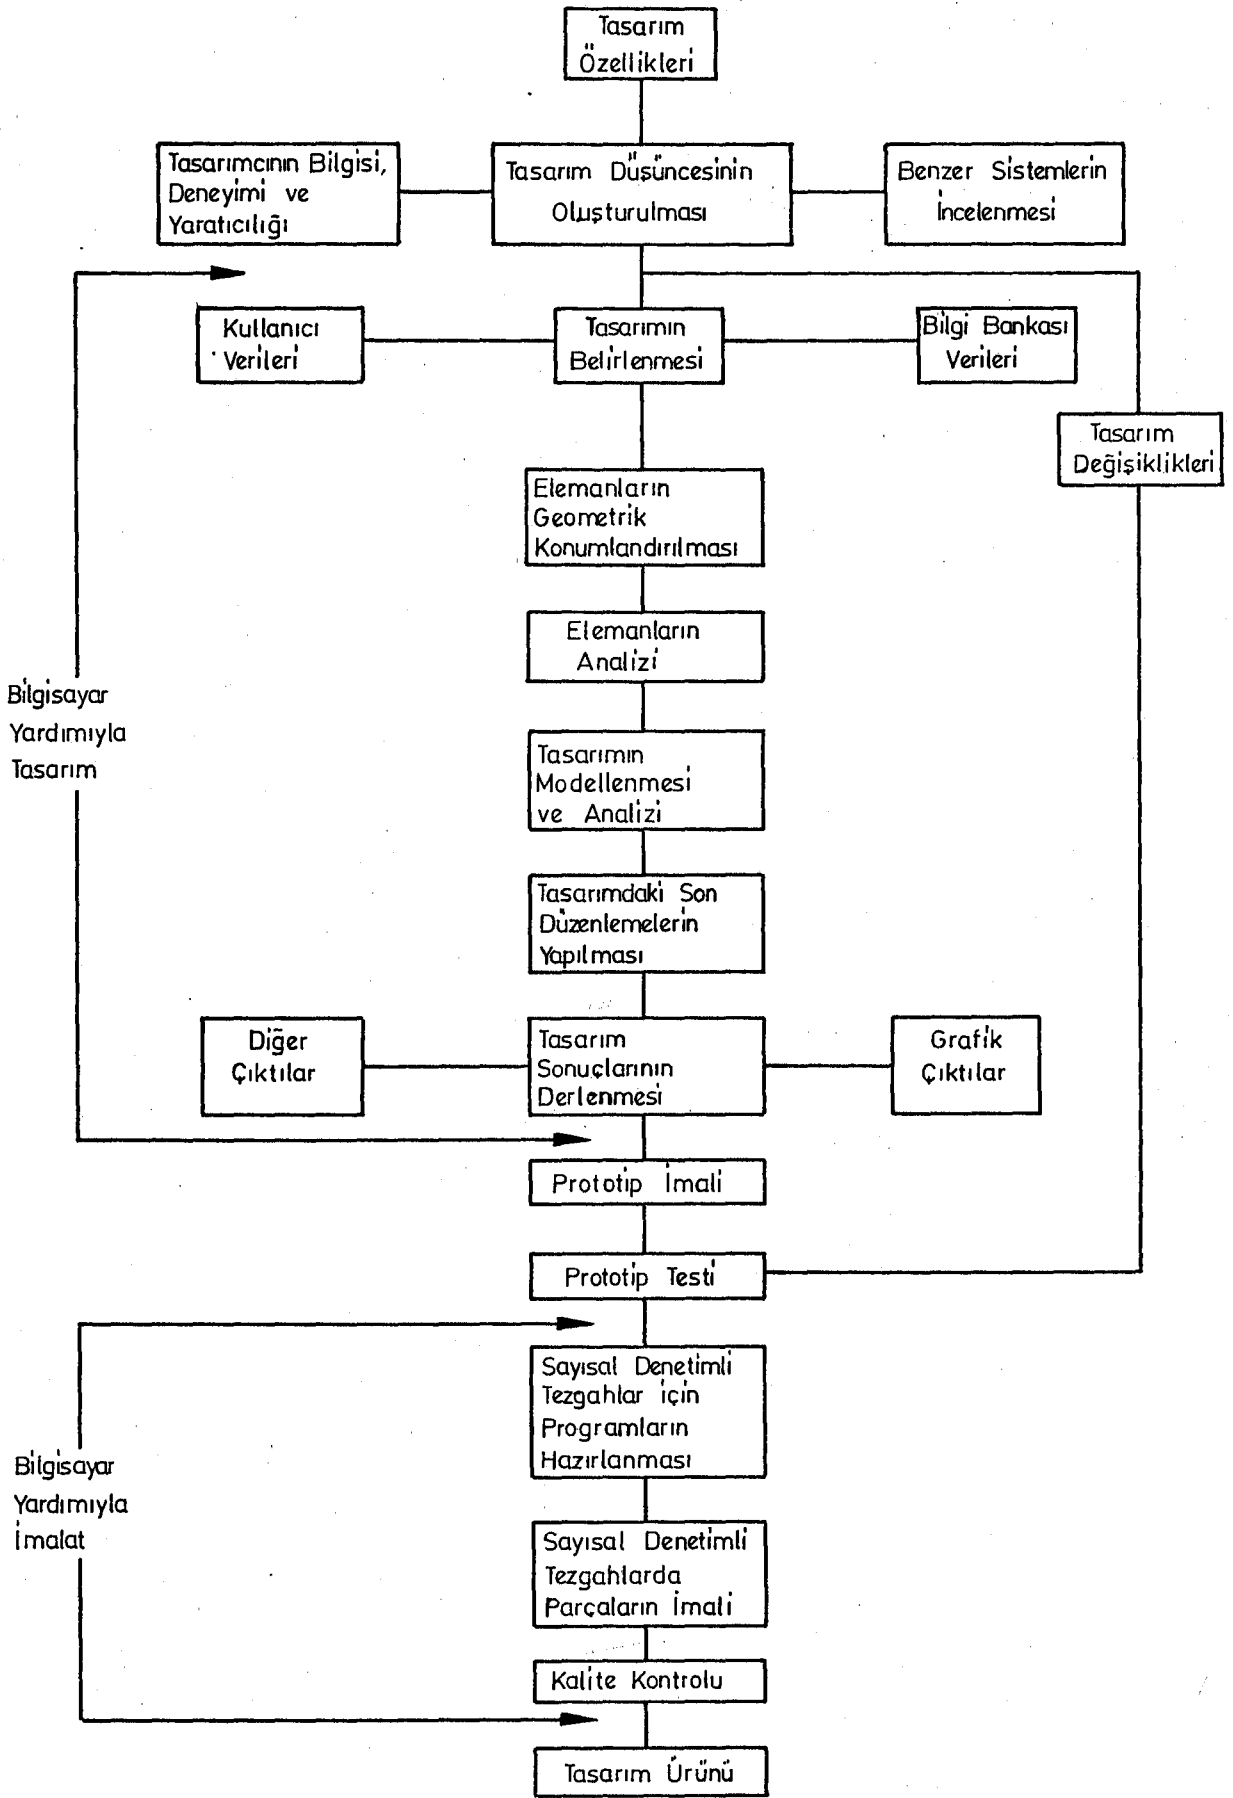 Tasarım
Özellikleri
Tasarımcının Bilgisi,
Deneyimi ve
Yaratıcılığı
Tasarım Düşüncesinin
Oluşturulması
Benzer Sistemlerin
İncelenmesi
Kullanıcı
Verileri
Tasarımın
Belirlenmesi
Bilgi Bankası
Verileri
Tasarım
Değişiklikleri
Elemanların
Geometrik
Konumlandırılması
Elemanların
Analizi
Bilgisayar
Yardımıyla
Tasarım
Tasarımın
Modellenmesi
ve Analizi
Tasarımdaki Son
Düzenlemelerin
Yapılması
Diğer
Çıktılar
Tasarım
Sonuçlarının
Derlenmesi
Grafik
Çıktılar
Prototip İmali
Prototip Testi
Sayısal Denetimli
Tezgahlar için
Programların
Hazırlanması
Bilgisayar
Yardımıyla
İmalat
Sayısal Denetimli
Tezgahlarda
Parçaların İmali
Kalite Kontrolu
Tasarım Ürünü